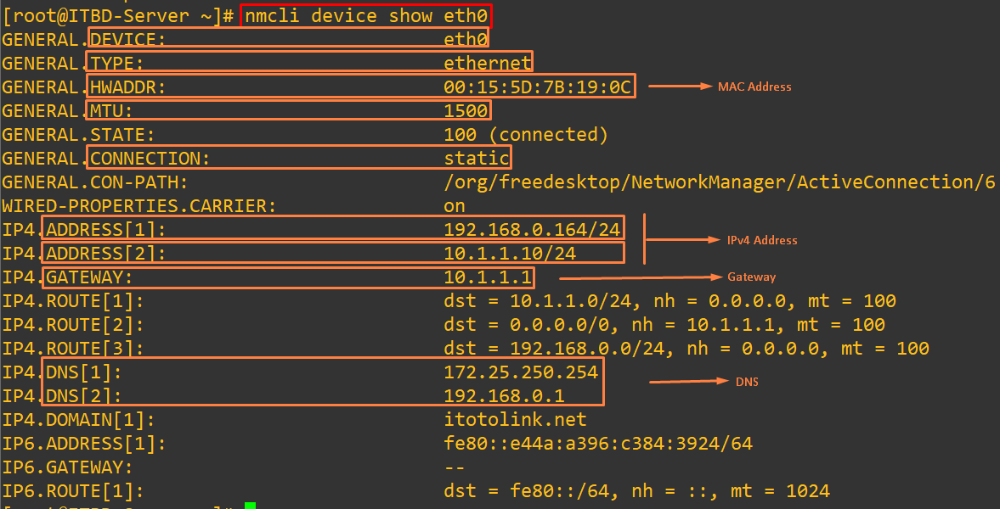 [root@ITBD-Server ~]# nmcli device show eth0
GENERAL.DEVICE: eth0
GENERAL.TYPE: ethernet
GENERAL.HWADDR: 00:15:5D:7B:19:0C MAC Address
GENERAL.MTU: 1500
GENERAL.STATE: 100 (connected)
GENERAL.CONNECTION: static
GENERAL.CON-PATH: /org/freedesktop/NetworkManager/ActiveConnection/6
WIRED-PROPERTIES.CARRIER: on
IP4.ADDRESS[1]: 192.168.0.164/24
IPv4 Address
IP4.ADDRESS[2]: 10.1.1.10/24
IP4.GATEWAY: 10.1.1.1 Gateway
IP4.ROUTE[1]: dst = 10.1.1.0/24, nh = 0.0.0.0, mt = 100
IP4.ROUTE[2]: dst = 0.0.0.0/0, nh = 10.1.1.1, mt = 100
IP4.ROUTE[3]: dst = 192.168.0.0/24, nh = 0.0.0.0, mt = 100
IP4.DNS[1]: 172.25.250.254
DNS
IP4.DNS[2]: 192.168.0.1
IP4.DOMAIN[1]: itotolink.net
IP6.ADDRESS[1]: fe80::e44a:a396:c384:3924/64
IP6.GATEWAY: --
IP6.ROUTE[1]: dst = fe80::/64, nh = ::, mt = 1024